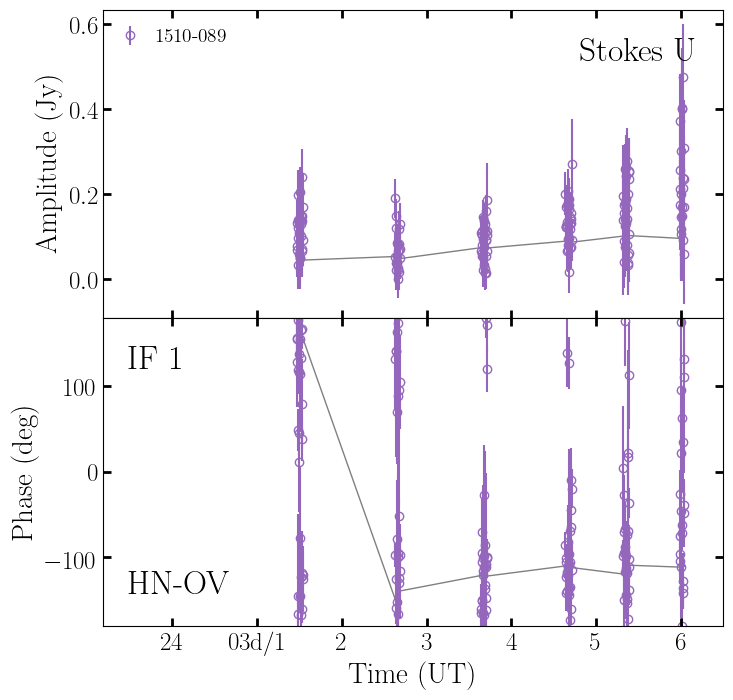 0.6
1510-089
Stokes U
0.4
0.2
0.0
Amplitude (Jy)
IF 1
100
0
−100
Phase (deg)
HN-OV
24 03d/1 2 3 4 5 6
Time (UT)